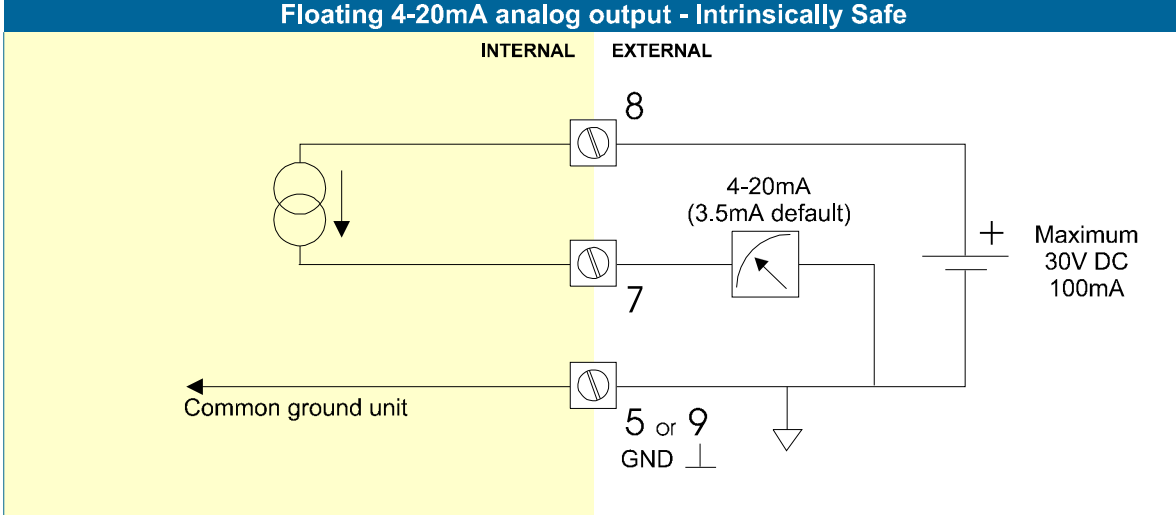 Floating 4-20mA analog output - Intrinsically Safe
INTERNAL EXTERNAL
8
4-20mA
(3.5mA default)
+
Maximum
30V DC
100mA
7
Common ground unit
5 or 9
GND